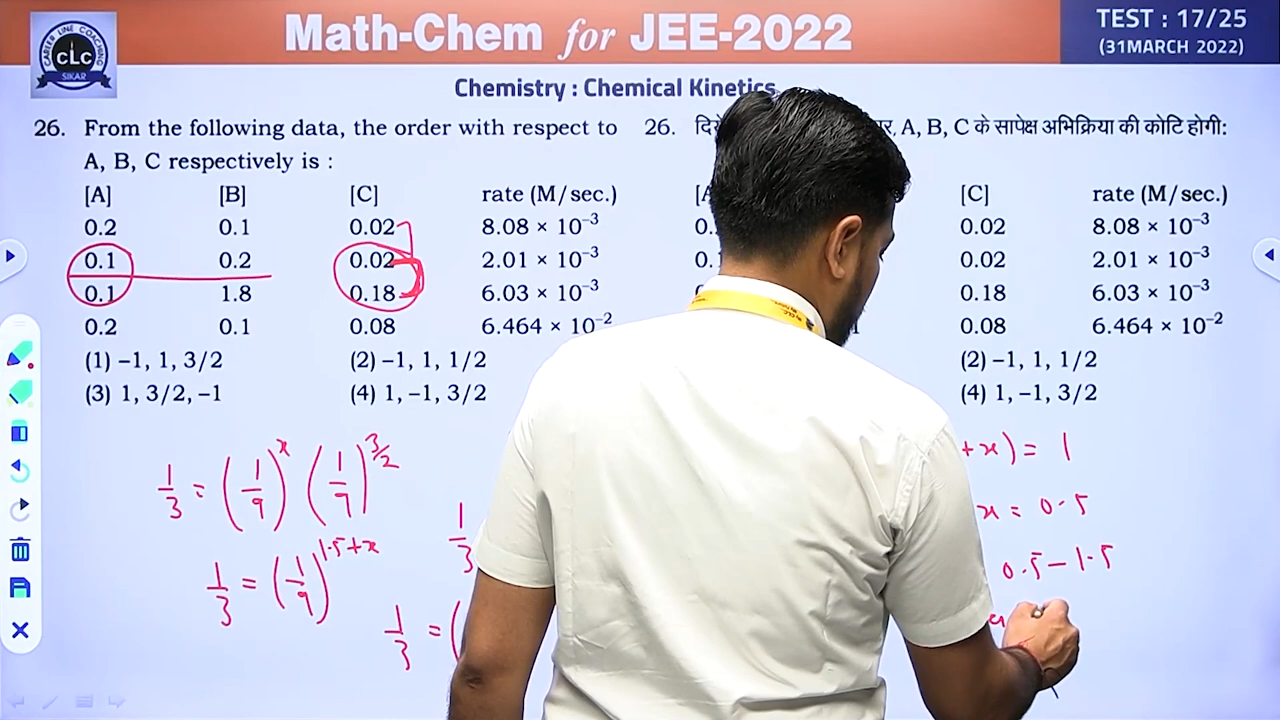 CAREER LINE COACHING
CLC
SIKAR
Math-Chem for JEE-2022
TEST : 17/25
(31MARCH 2022)
Chemistry : Chemical Kinetics
26. From the following data, the order with respect to
A, B, C respectively is :
[A] [B] [C] rate (M/sec.)
0.2 0.1 0.02 8.08 × 10⁻³
0.1 0.2 0.02 2.01 × 10⁻³
0.1 1.8 0.18 6.03 × 10⁻³
0.2 0.1 0.08 6.464 × 10⁻²
(1) –1, 1, 3/2 (2) –1, 1, 1/2
(3) 1, 3/2, –1 (4) 1, –1, 3/2
26. A, B, C के सापेक्ष अभिक्रिया की कोटि होगी:
[C] rate (M/sec.)
0.02 8.08 × 10⁻³
0.02 2.01 × 10⁻³
0.18 6.03 × 10⁻³
0.08 6.464 × 10⁻²
(2) –1, 1, 1/2
(4) 1, –1, 3/2
1/3 = (1/9)^x (1/9)^3/2
1/3 = (1/9)^1.5+x
1/3
1/3 = (
+x) = 1
x = 0.5
0.5 – 1.5